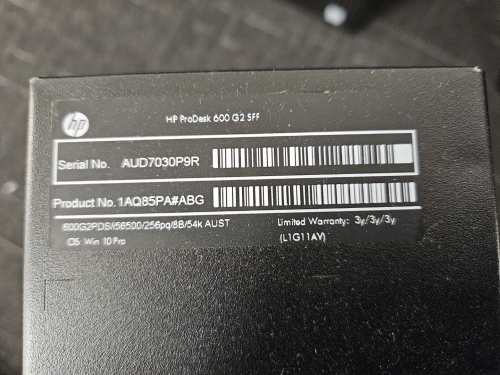 hp
HP ProDesk 600 G2 SFF
Serial No. AUD7030P9R
Product No. 1AQ85PA#ABG
600G2PDS/i56500/256pq/8B/54k AUST
OS Win 10 Pro
Limited Warranty: 3y/3y/3y
(L1G11AV)